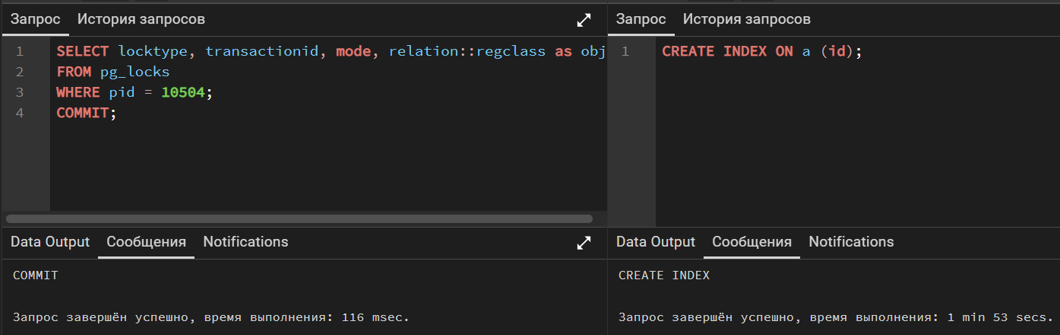 Запрос История запросов
1 SELECT locktype, transactionid, mode, relation::regclass as obj
2 FROM pg_locks
3 WHERE pid = 10504;
4 COMMIT;
Data Output Сообщения Notifications
COMMIT
Запрос завершён успешно, время выполнения: 116 msec.
Запрос История запросов
1 CREATE INDEX ON a (id);
Data Output Сообщения Notifications
CREATE INDEX
Запрос завершён успешно, время выполнения: 1 min 53 secs.